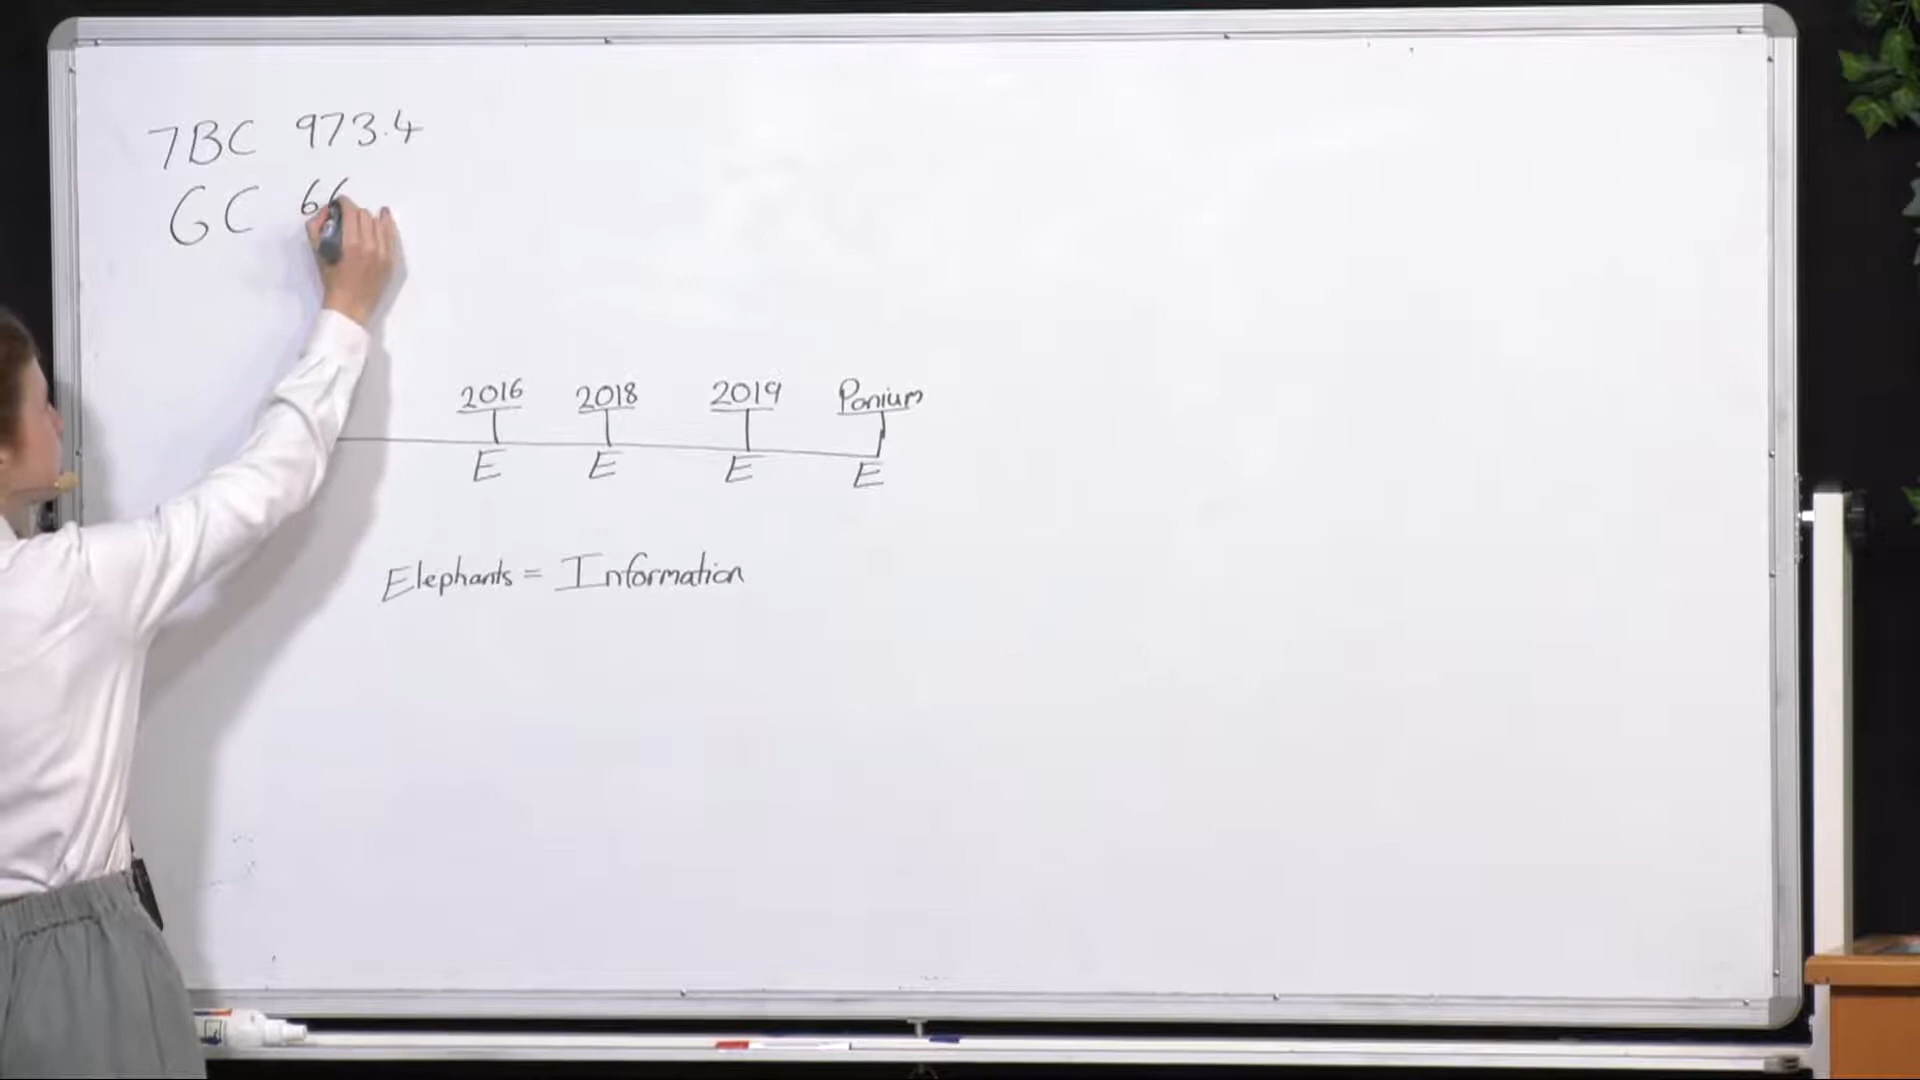 7BC 973.4
GC 66
2016 2018 2019 Panium
E E E E
Elephants = Information